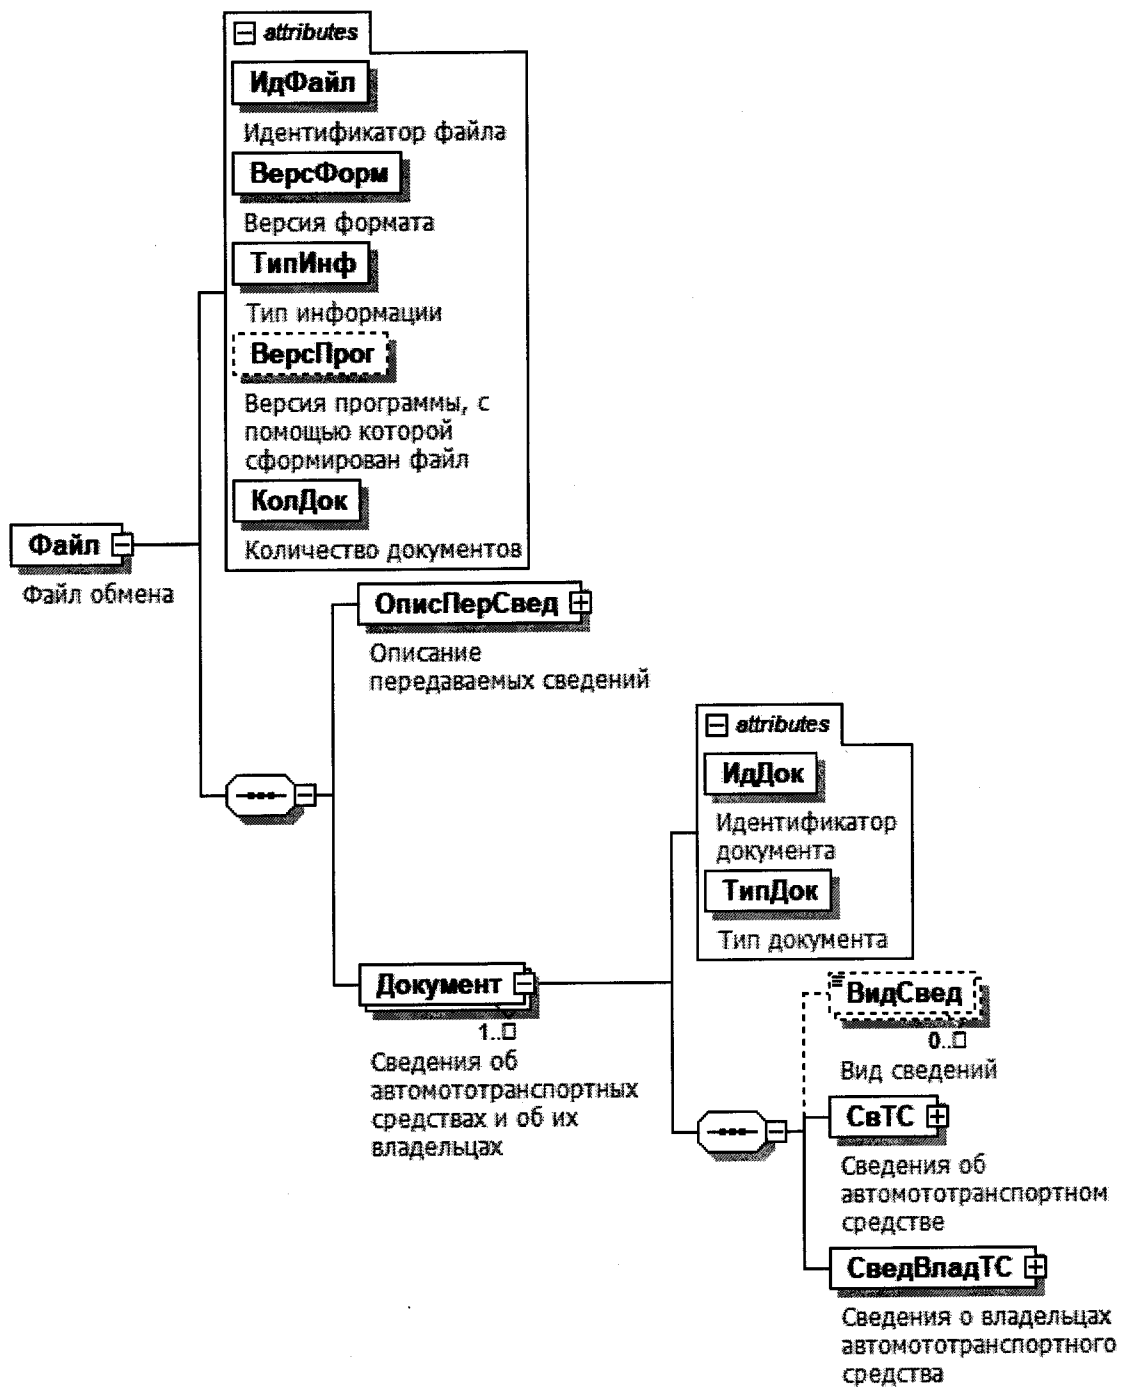 attributes
ИдФайл
Идентификатор файла
ВерсФорм
Версия формата
ТипИнф
Тип информации
ВерсПрог
Версия программы, с
помощью которой
сформирован файл
КолДок
Количество документов
Файл
Файл обмена
ОписПерСвед
Описание
передаваемых сведений
attributes
ИдДок
Идентификатор
документа
ТипДок
Тип документа
Документ
1..□
Сведения об
автомототранспортных
средствах и об их
владельцах
ВидСвед
0..□
Вид сведений
СвТС
Сведения об
автомототранспортном
средстве
СведВладТС
Сведения о владельцах
автомототранспортного
средства